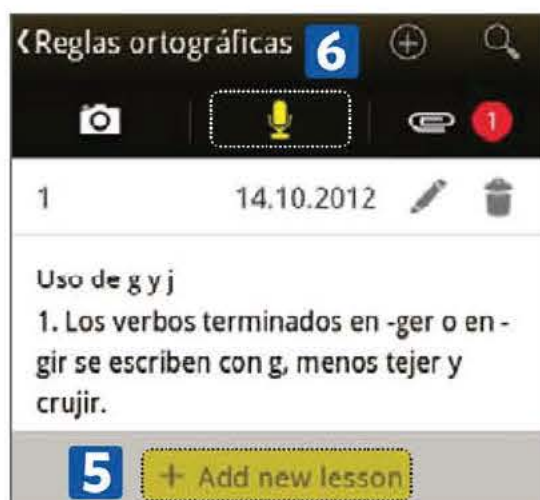 ❮Reglas ortográficas 6
1
1 14.10.2012
Uso de g y j
1. Los verbos terminados en -ger o en -
gir se escriben con g, menos tejer y
crujir.
5 + Add new lesson